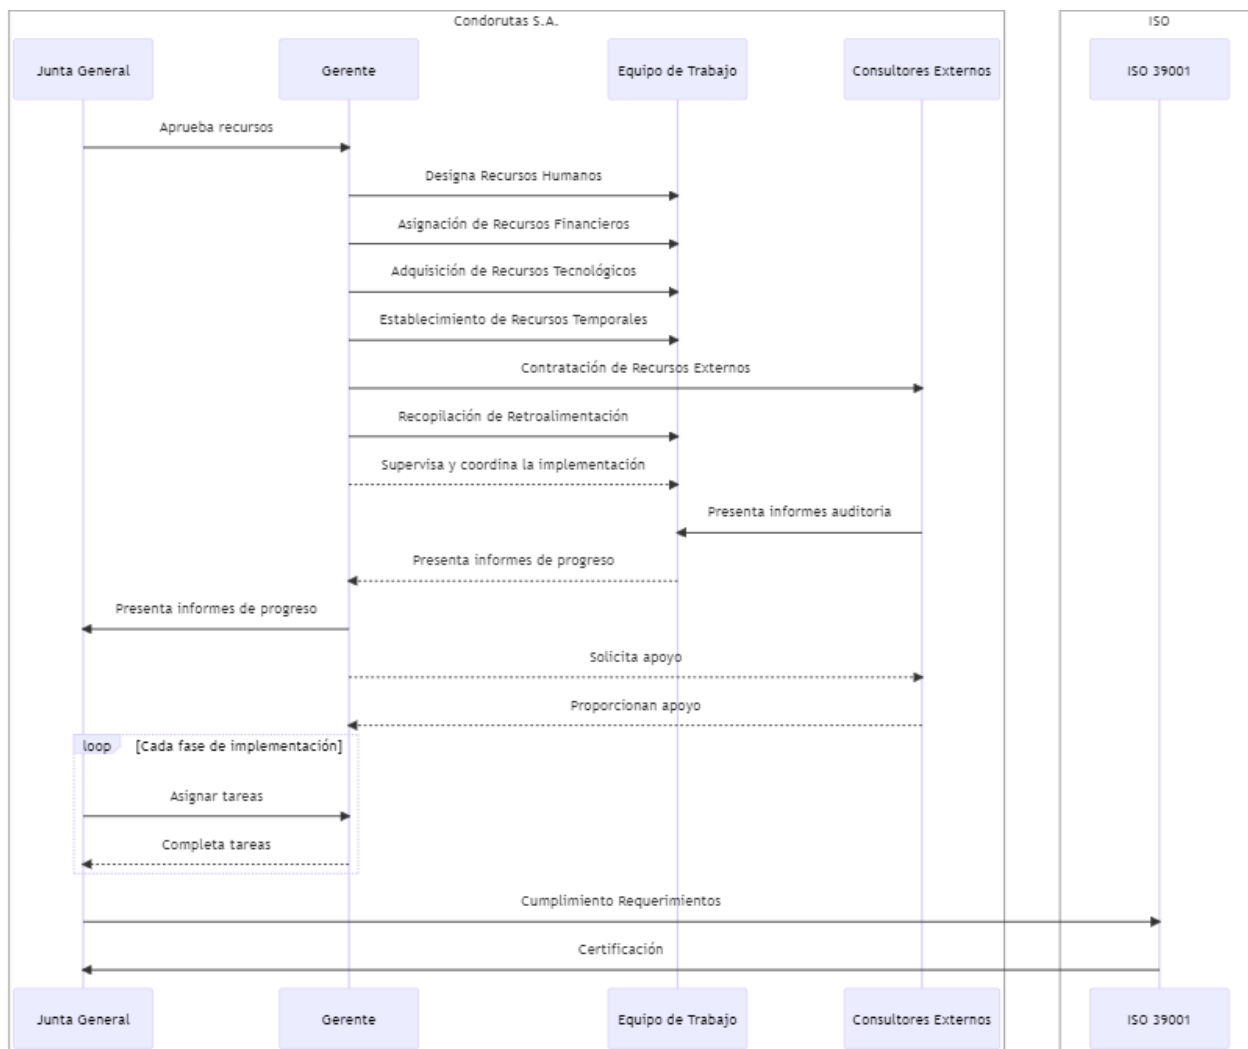 Condorutas S.A.
ISO
Junta General
Gerente
Equipo de Trabajo
Consultores Externos
ISO 39001
Aprueba recursos
Designa Recursos Humanos
Asignación de Recursos Financieros
Adquisición de Recursos Tecnológicos
Establecimiento de Recursos Temporales
Contratación de Recursos Externos
Recopilación de Retroalimentación
Supervisa y coordina la implementación
Presenta informes auditoria
Presenta informes de progreso
Presenta informes de progreso
Solicita apoyo
Proporcionan apoyo
loop [Cada fase de implementación]
Asignar tareas
Completa tareas
Cumplimiento Requerimientos
Certificación
Junta General
Gerente
Equipo de Trabajo
Consultores Externos
ISO 39001